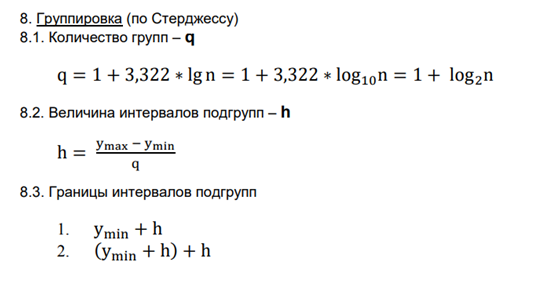 8. Группировка (по Стерджессу)
8.1. Количество групп – q
q = 1 + 3,322 ∗ lg n = 1 + 3,322 ∗ log₁₀n = 1 + log₂n
8.2. Величина интервалов подгрупп – h
h = (yₘₐₓ − yₘᵢₙ) / q
8.3. Границы интервалов подгрупп
1. yₘᵢₙ + h
2. (yₘᵢₙ + h) + h